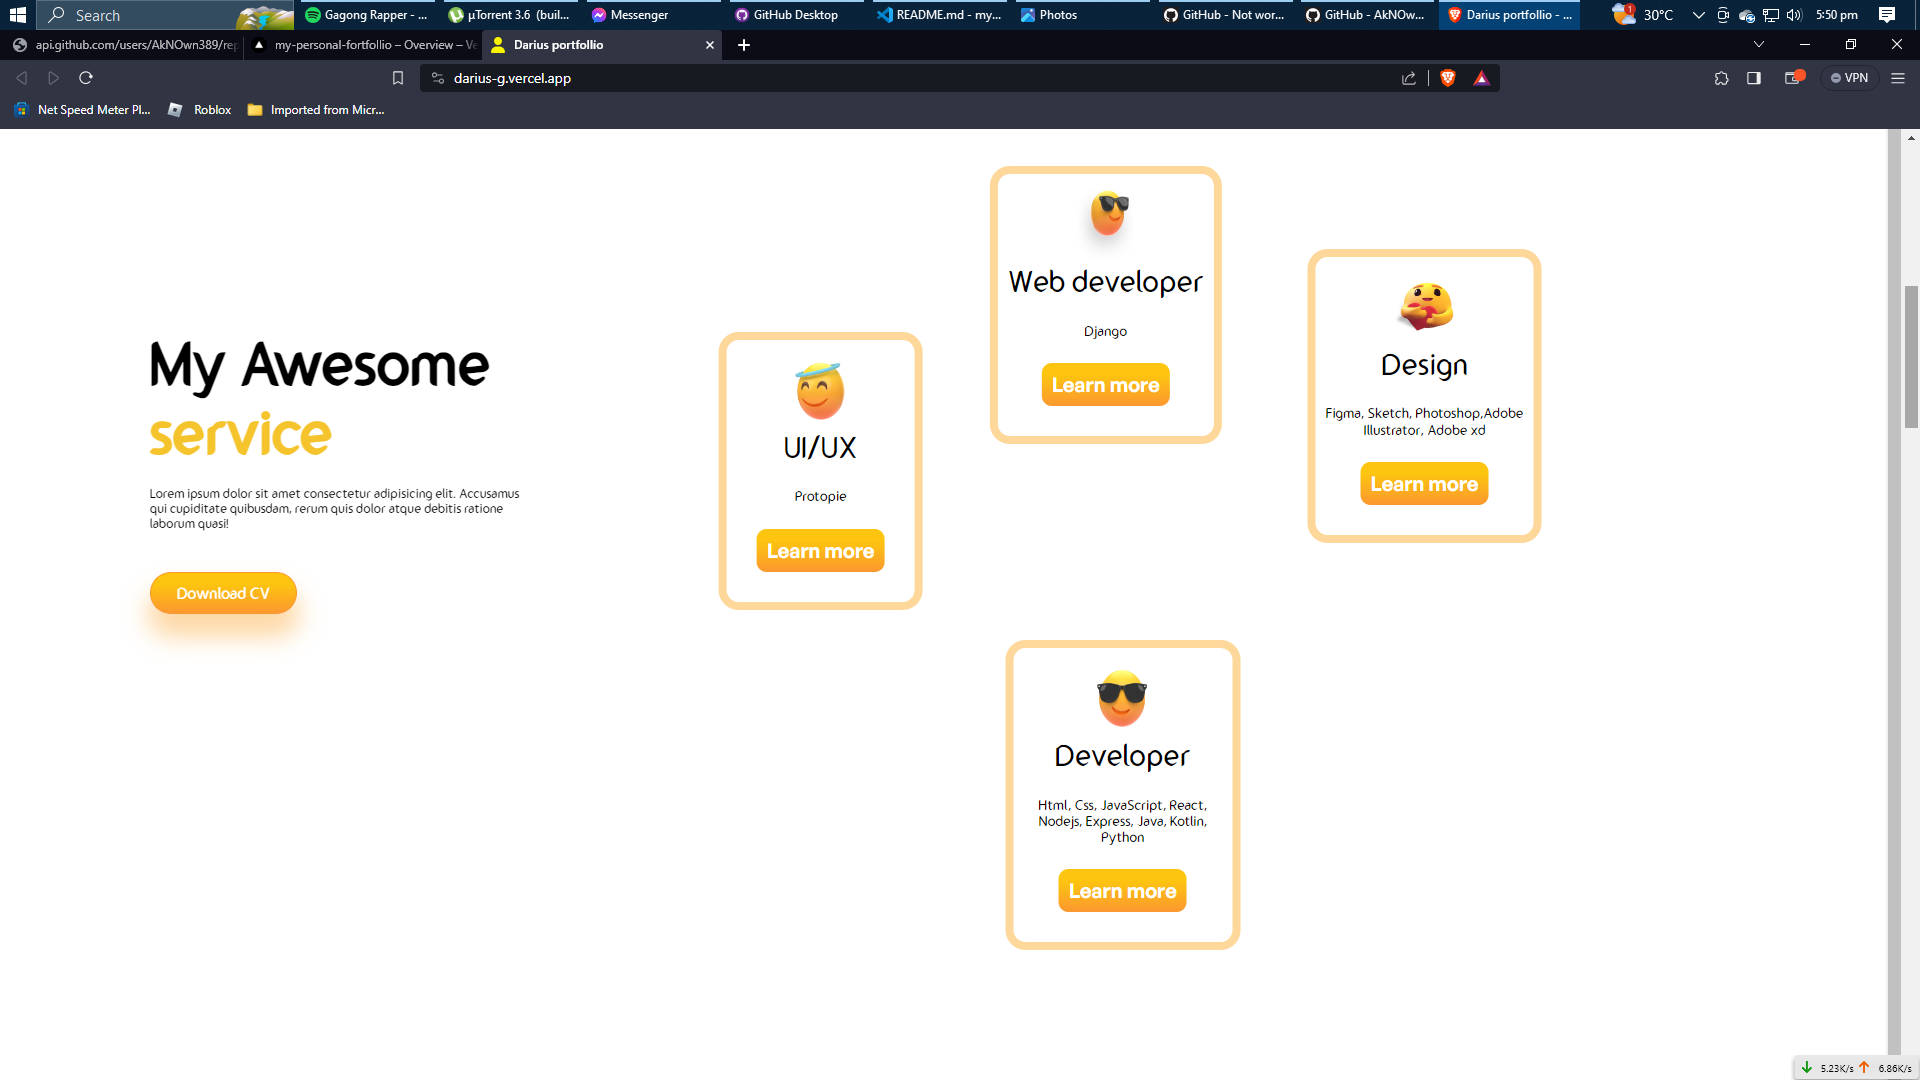 Search
Gagong Rapper - ...
µTorrent 3.6 (buil...
Messenger
GitHub Desktop
README.md - my...
Photos
GitHub - Not wor...
GitHub - AkNOw...
Darius portfollio - ...
1
30°C
5:50 pm
api.github.com/users/AkNOwn389/rep
my-personal-fortfollio – Overview – Ve
Darius portfollio
darius-g.vercel.app
VPN
Net Speed Meter Pl...
Roblox
Imported from Micr...
My Awesome
service
Lorem ipsum dolor sit amet consectetur adipisicing elit. Accusamus
qui cupiditate quibusdam, rerum quis dolor atque debitis ratione
laborum quasi!
Download CV
UI/UX
Protopie
Learn more
Web developer
Django
Learn more
Design
Figma, Sketch, Photoshop,Adobe
Illustrator, Adobe xd
Learn more
Developer
Html, Css, JavaScript, React,
Nodejs, Express, Java, Kotlin,
Python
Learn more
5.23K/s
6.86K/s